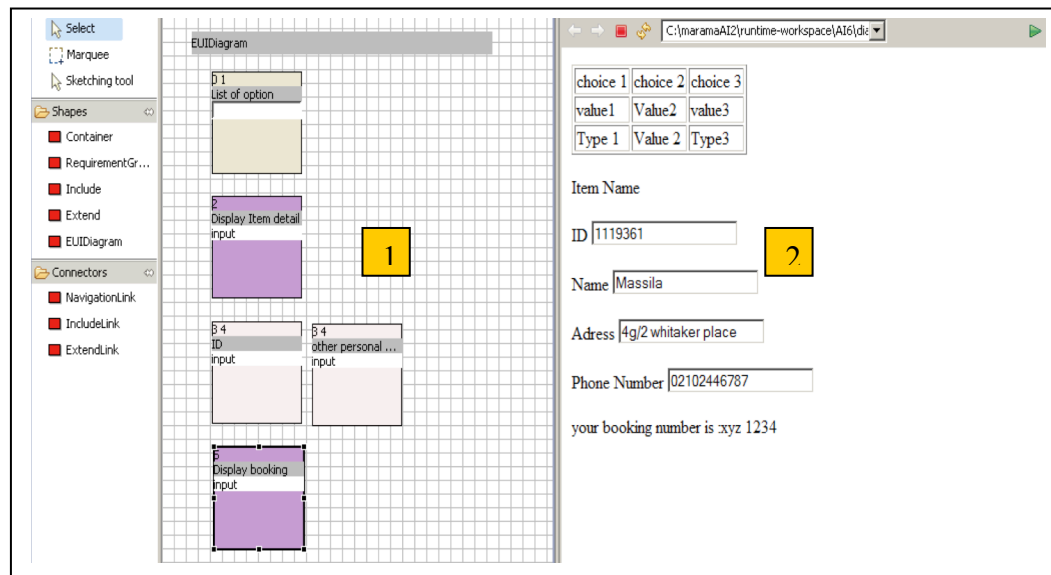 Select
Marquee
Sketching tool
Shapes
Container
RequirementGr...
Include
Extend
EUIDiagram
Connectors
NavigationLink
IncludeLink
ExtendLink
EUIDiagram
0 1
List of option
2
Display Item detail
input
1
3 4
ID
input
3 4
other personal ...
input
5
Display booking
input
C:\maramaAI2\runtime-workspace\AI6\dia
choice 1 choice 2 choice 3
value1 Value2 value3
Type 1 Value 2 Type3
Item Name
ID 1119361
2
Name Massila
Adress 4g/2 whitaker place
Phone Number 02102446787
your booking number is :xyz 1234